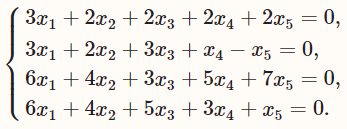 3x₁ + 2x₂ + 2x₃ + 2x₄ + 2x₅ = 0,
3x₁ + 2x₂ + 3x₃ + x₄ − x₅ = 0,
6x₁ + 4x₂ + 3x₃ + 5x₄ + 7x₅ = 0,
6x₁ + 4x₂ + 5x₃ + 3x₄ + x₅ = 0.